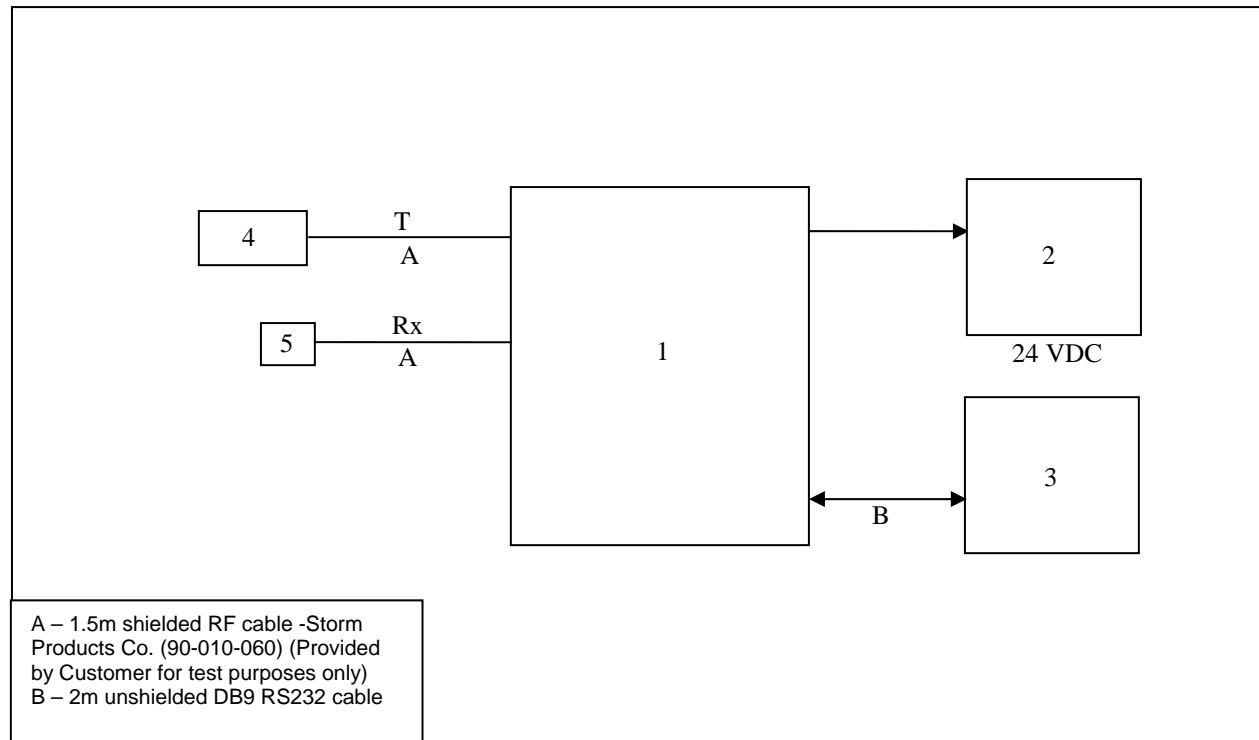 T
4
A
Rx
5
A
1
2
24 VDC
3
B
A – 1.5m shielded RF cable -Storm
Products Co. (90-010-060) (Provided
by Customer for test purposes only)
B – 2m unshielded DB9 RS232 cable